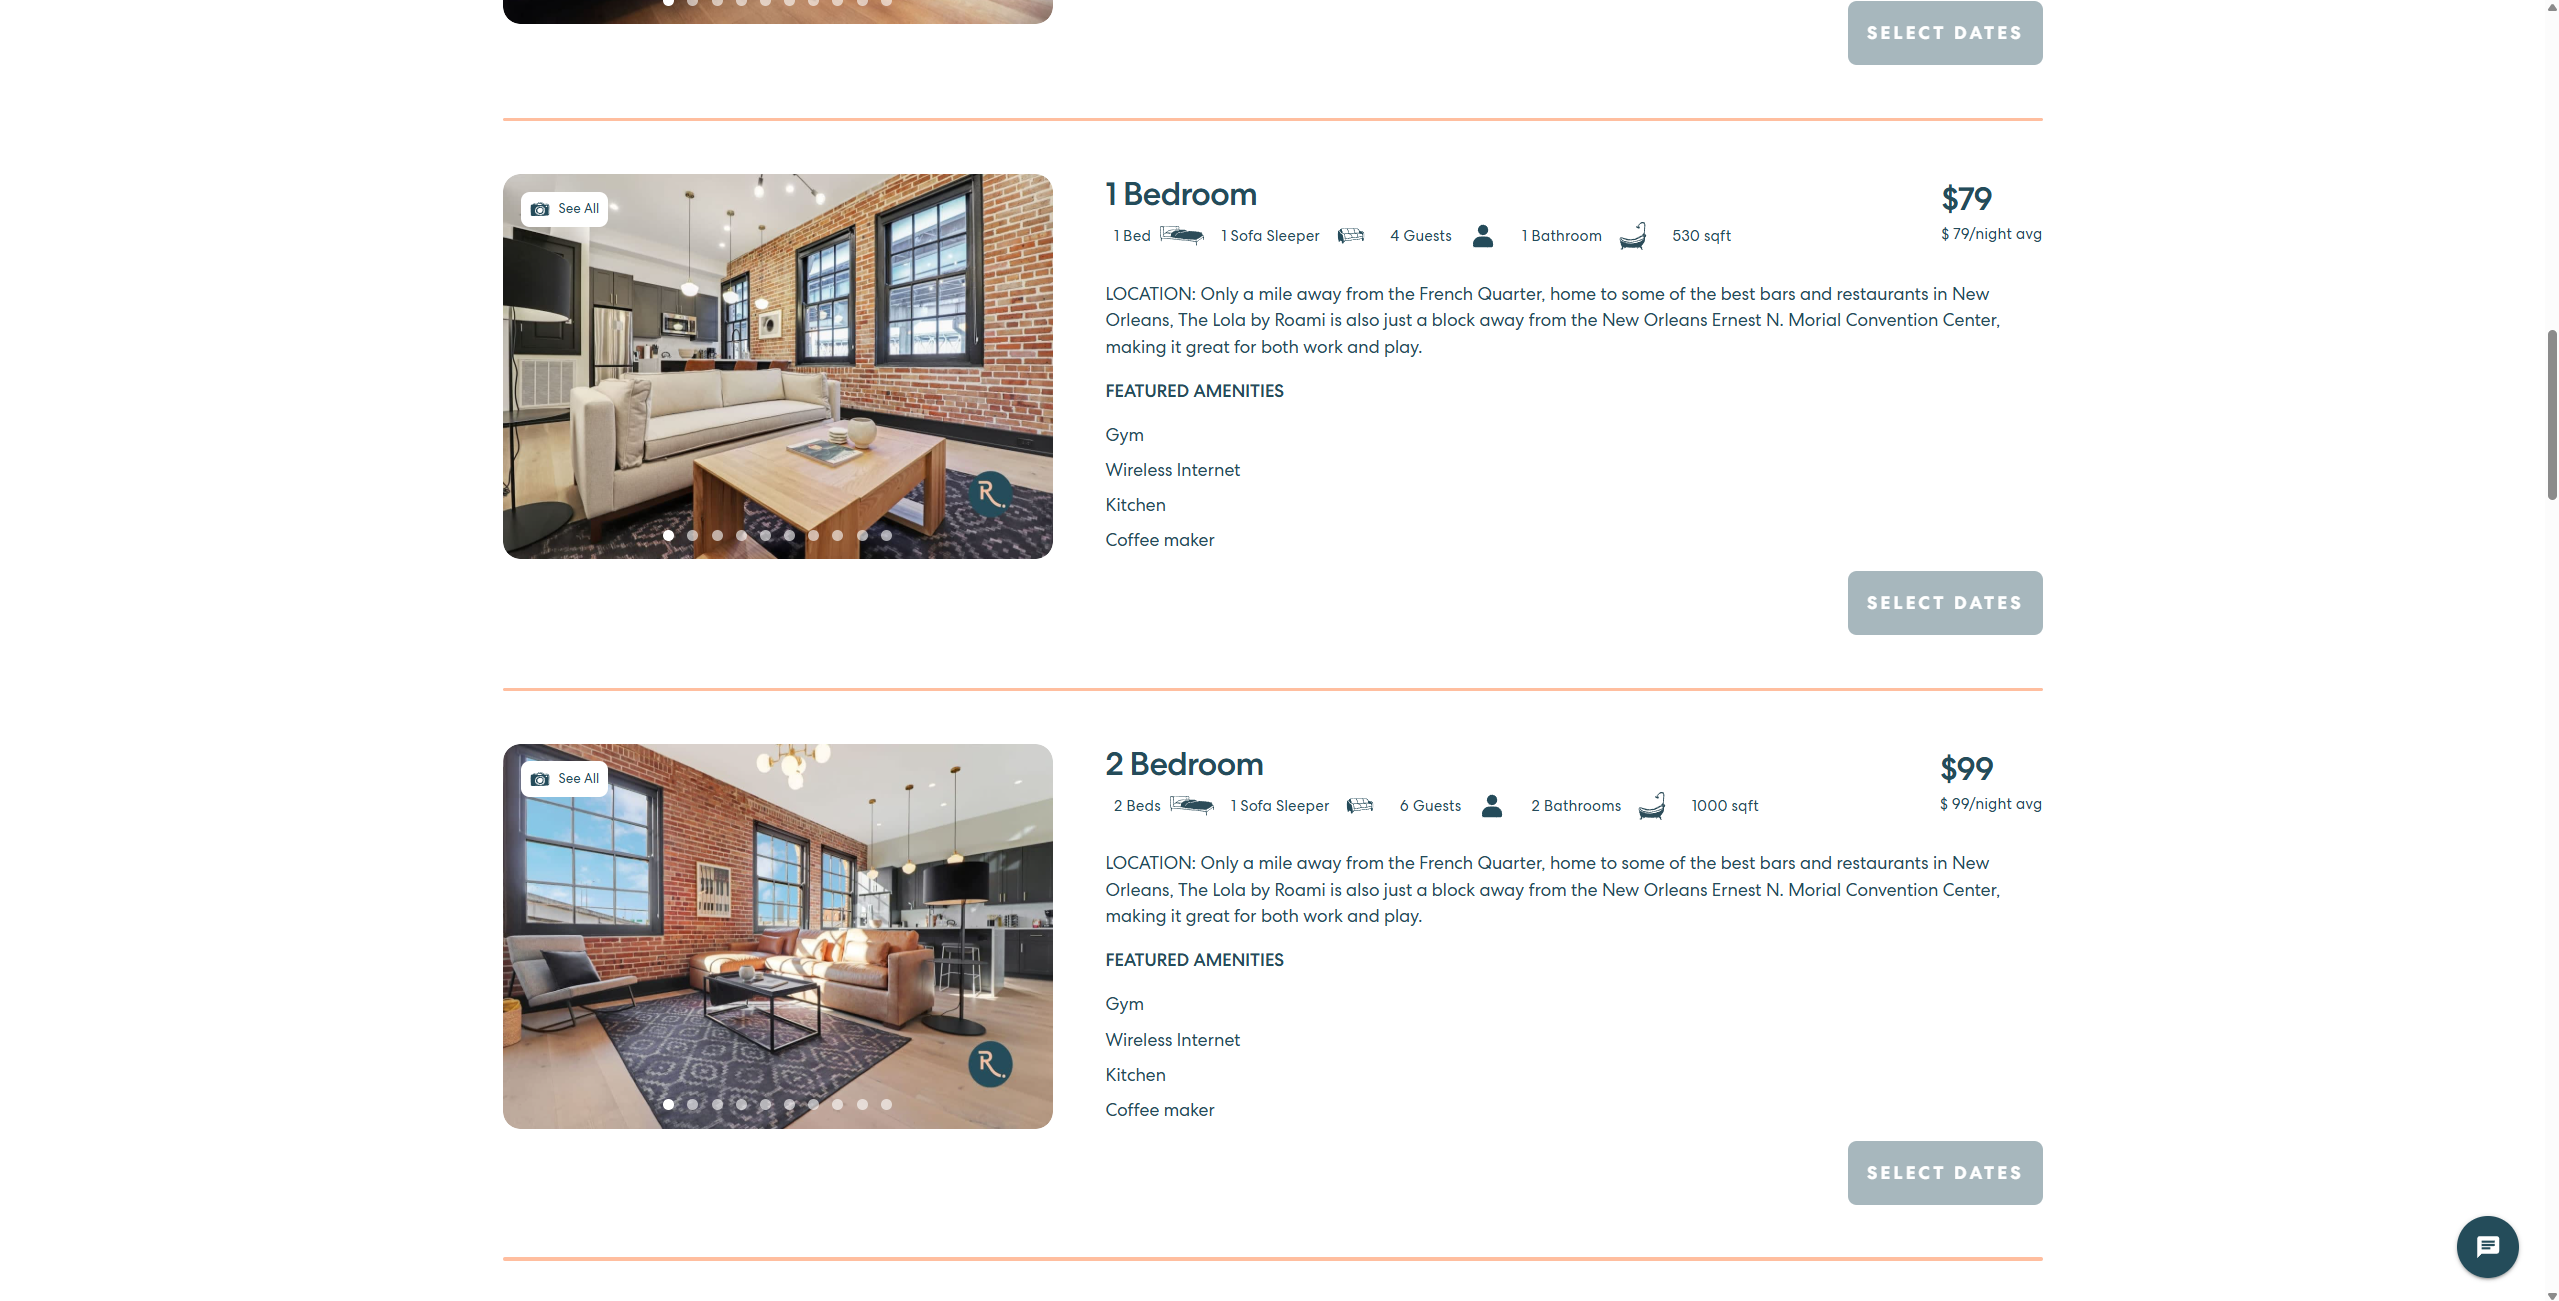 SELECT DATES
See All
1 Bedroom
$79
1 Bed 1 Sofa Sleeper 4 Guests 1 Bathroom 530 sqft
$ 79/night avg
LOCATION: Only a mile away from the French Quarter, home to some of the best bars and restaurants in New
Orleans, The Lola by Roami is also just a block away from the New Orleans Ernest N. Morial Convention Center,
making it great for both work and play.
FEATURED AMENITIES
Gym
Wireless Internet
Kitchen
Coffee maker
R.
SELECT DATES
See All
2 Bedroom
$99
2 Beds 1 Sofa Sleeper 6 Guests 2 Bathrooms 1000 sqft
$ 99/night avg
LOCATION: Only a mile away from the French Quarter, home to some of the best bars and restaurants in New
Orleans, The Lola by Roami is also just a block away from the New Orleans Ernest N. Morial Convention Center,
making it great for both work and play.
FEATURED AMENITIES
Gym
Wireless Internet
Kitchen
Coffee maker
R.
SELECT DATES